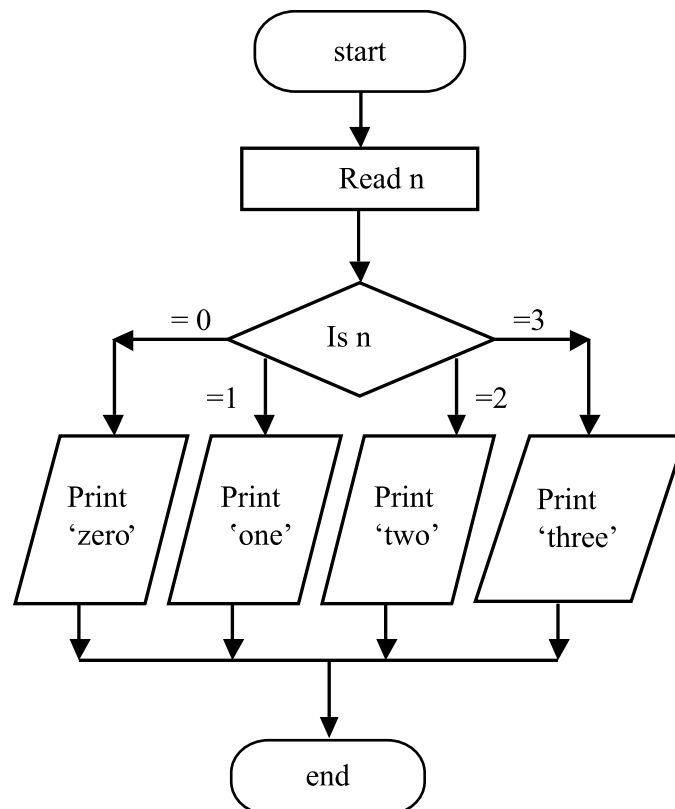 start
Read n
Is n
= 0
=3
=1
=2
Print
‘zero’
Print
‘one’
Print
‘two’
Print
‘three’
end